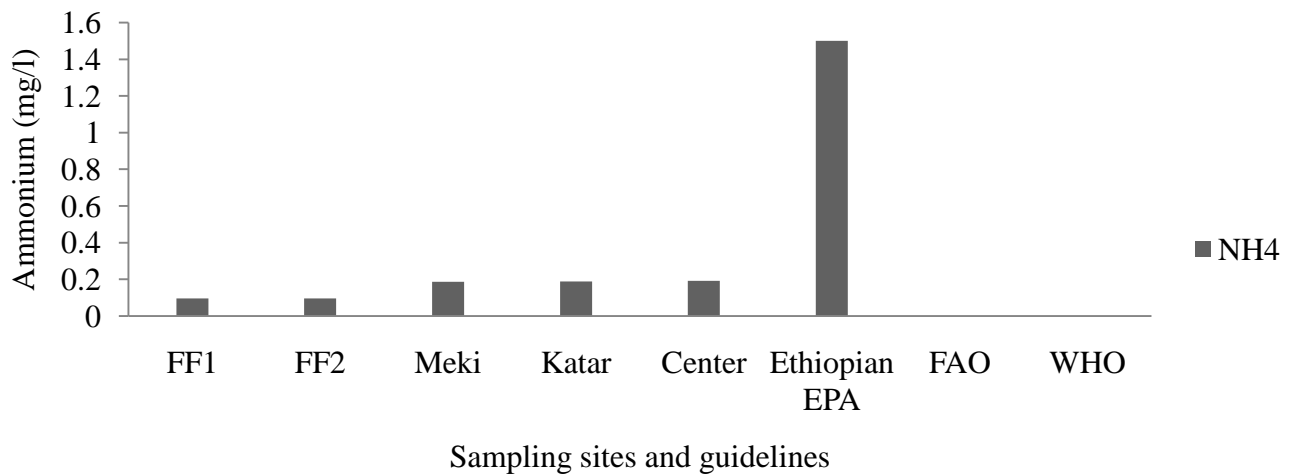 Ammonium (mg/l)
1.6
1.4
1.2
1
0.8
0.6
0.4
0.2
0
FF1 FF2 Meki Katar Center Ethiopian EPA FAO WHO
Sampling sites and guidelines
NH4